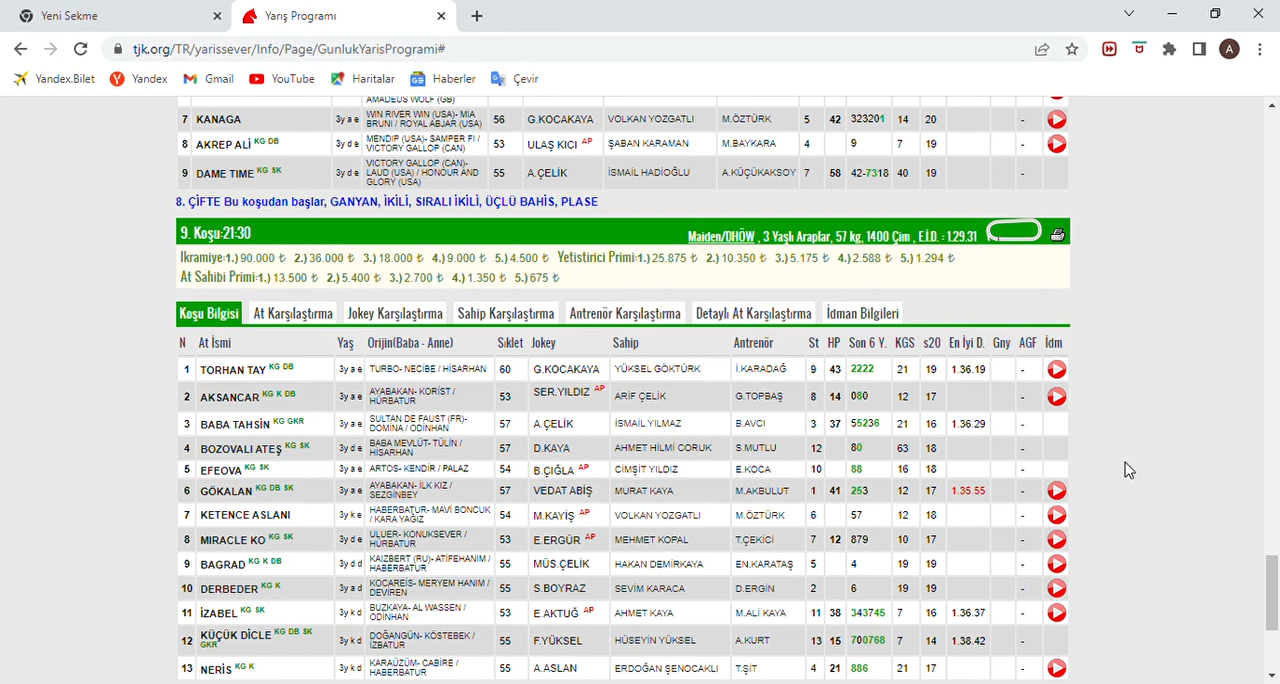 Yeni Sekme
Yarış Programı
tjk.org/TR/yarissever/Info/Page/GunlukYarisProgrami#
A
Yandex.Bilet Yandex Gmail YouTube Haritalar Haberler Çevir
AMADEUS WOLF (GB)
7 KANAGA 3y a e WIN RIVER WIN (USA)- MIA BRUNI / ROYAL ABJAR (USA) 56 G.KOCAKAYA VOLKAN YOZGATLI M.ÖZTÜRK 5 42 323201 14 20 -
8 AKREP ALİ KG DB 3y d e MENDIP (USA)- SAMPER FI / VICTORY GALLOP (CAN) 53 ULAŞ KICI AP ŞABAN KARAMAN M.BAYKARA 4 9 7 19 -
9 DAME TIME KG SK 3y d e VICTORY GALLOP (CAN)- LAUD (USA) / HONOUR AND GLORY (USA) 55 A.ÇELİK İSMAİL HADİOĞLU A.KÜÇÜKAKSOY 7 58 42-7318 40 19 -
8. ÇİFTE Bu koşudan başlar, GANYAN, İKİLİ, SIRALI İKİLİ, ÜÇLÜ BAHİS, PLASE
9. Koşu:21:30 Maiden/DHÖW , 3 Yaşlı Araplar, 57 kg, 1400 Çim , E.İ.D. : 1.29.31
Ikramiye:1.) 90.000 ₺ 2.) 36.000 ₺ 3.) 18.000 ₺ 4.) 9.000 ₺ 5.) 4.500 ₺ Yetistirici Primi:1.) 25.875 ₺ 2.) 10.350 ₺ 3.) 5.175 ₺ 4.) 2.588 ₺ 5.) 1.294 ₺
At Sahibi Primi:1.) 13.500 ₺ 2.) 5.400 ₺ 3.) 2.700 ₺ 4.) 1.350 ₺ 5.) 675 ₺
Koşu Bilgisi At Karşılaştırma Jokey Karşılaştırma Sahip Karşılaştırma Antrenör Karşılaştırma Detaylı At Karşılaştırma İdman Bilgileri
N At İsmi Yaş Orijin(Baba - Anne) Sıklet Jokey Sahip Antrenör St HP Son 6 Y. KGS s20 En İyi D. Gny AGF İdm
1 TORHAN TAY KG DB 3y a e TURBO- NECİBE / HİSARHAN 60 G.KOCAKAYA YÜKSEL GÖKTÜRK İ.KARADAĞ 9 43 2222 21 19 1.36.19 -
2 AKSANCAR KG K DB 3y a e AYABAKAN- KORİST / HÜRBATUR 53 SER.YILDIZ AP ARİF ÇELİK G.TOPBAŞ 8 14 080 12 17 -
3 BABA TAHSİN KG GKR 3y a e SULTAN DE FAUST (FR)- DOMİNA / ODİNHAN 57 A.ÇELİK İSMAİL YILMAZ B.AVCI 3 37 55236 21 16 1.36.29 -
4 BOZOVALI ATEŞ KG SK 3y d e BABA MEVLÜT- TÜLİN / HİSARHAN 57 D.KAYA AHMET HİLMİ CORUK S.MUTLU 12 80 63 18 -
5 EFEOVA KG SK 3y a e ARTOS- KENDİR / PALAZ 54 B.ÇIĞLA AP CİMŞİT YILDIZ E.KOCA 10 88 16 18 -
6 GÖKALAN KG DB SK 3y a e AYABAKAN- İLK KIZ / SEZGİNBEY 57 VEDAT ABİŞ MURAT KAYA M.AKBULUT 1 41 253 12 17 1.35.55 -
7 KETENCE ASLANI 3y k e HABERBATUR- MAVİ BONCUK / KARA YAĞIZ 54 M.KAYİŞ AP VOLKAN YOZGATLI M.ÖZTÜRK 6 57 12 18 -
8 MIRACLE KO KG SK 3y a e ULUER- KONUKSEVER / HÜRBATUR 53 E.ERGÜR AP MEHMET KOPAL T.ÇEKİCİ 7 12 879 10 17 -
9 BAGRAD KG K DB 3y d d KAIZBERT (RU)- ATİFEHANIM / HABERBATUR 55 MÜS.ÇELİK HAKAN DEMİRKAYA EN.KARATAŞ 5 4 19 19 -
10 DERBEDER KG K 3y a d KOCAREİS- MERYEM HANIM / DEVİREN 55 S.BOYRAZ SEVİM KARACA D.ERGİN 2 6 19 19 -
11 İZABEL KG SK 3y k d BUZKAYA- AL WASSEN / ODİNHAN 53 E.AKTUĞ AP AHMET KAYA M.ALİ KAYA 11 38 343745 7 16 1.36.37 -
12 KÜÇÜK DİCLE KG DB SK GKR 3y k d DOĞANGÜN- KÖSTEBEK / İZBATUR 55 F.YÜKSEL HÜSEYİN YÜKSEL A.KURT 13 15 700768 7 14 1.38.42 -
13 NERİS KG K 3y k d KARAÜZÜM- CABİRE / HABERBATUR 55 A.ASLAN ERDOĞAN ŞENOCAKLI T.ŞİT 4 21 886 21 17 -